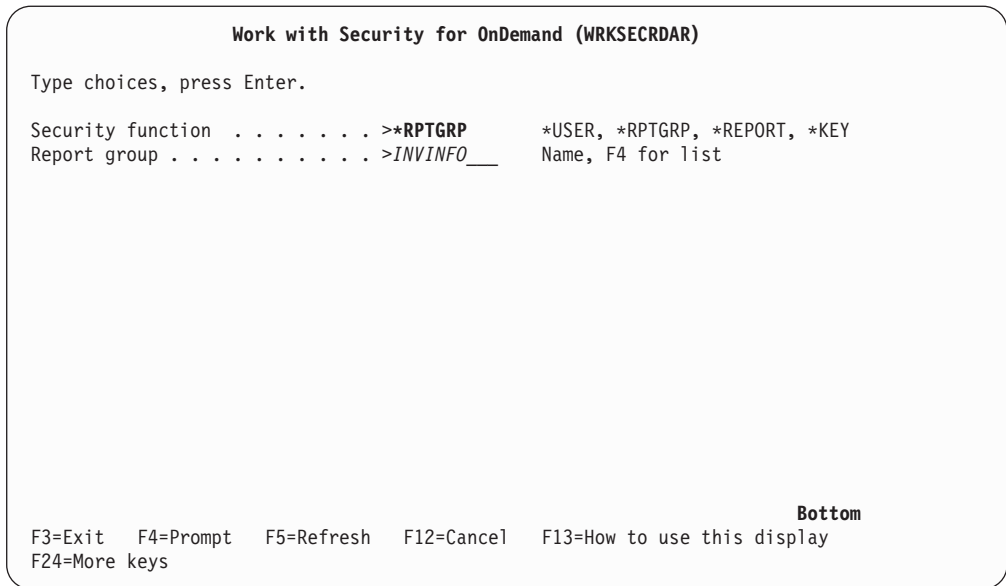 Work with Security for OnDemand (WRKSECRDAR)
Type choices, press Enter.
Security function . . . . . . . >*RPTGRP *USER, *RPTGRP, *REPORT, *KEY
Report group . . . . . . . . . . >INVINFO___ Name, F4 for list
Bottom
F3=Exit F4=Prompt F5=Refresh F12=Cancel F13=How to use this display
F24=More keys